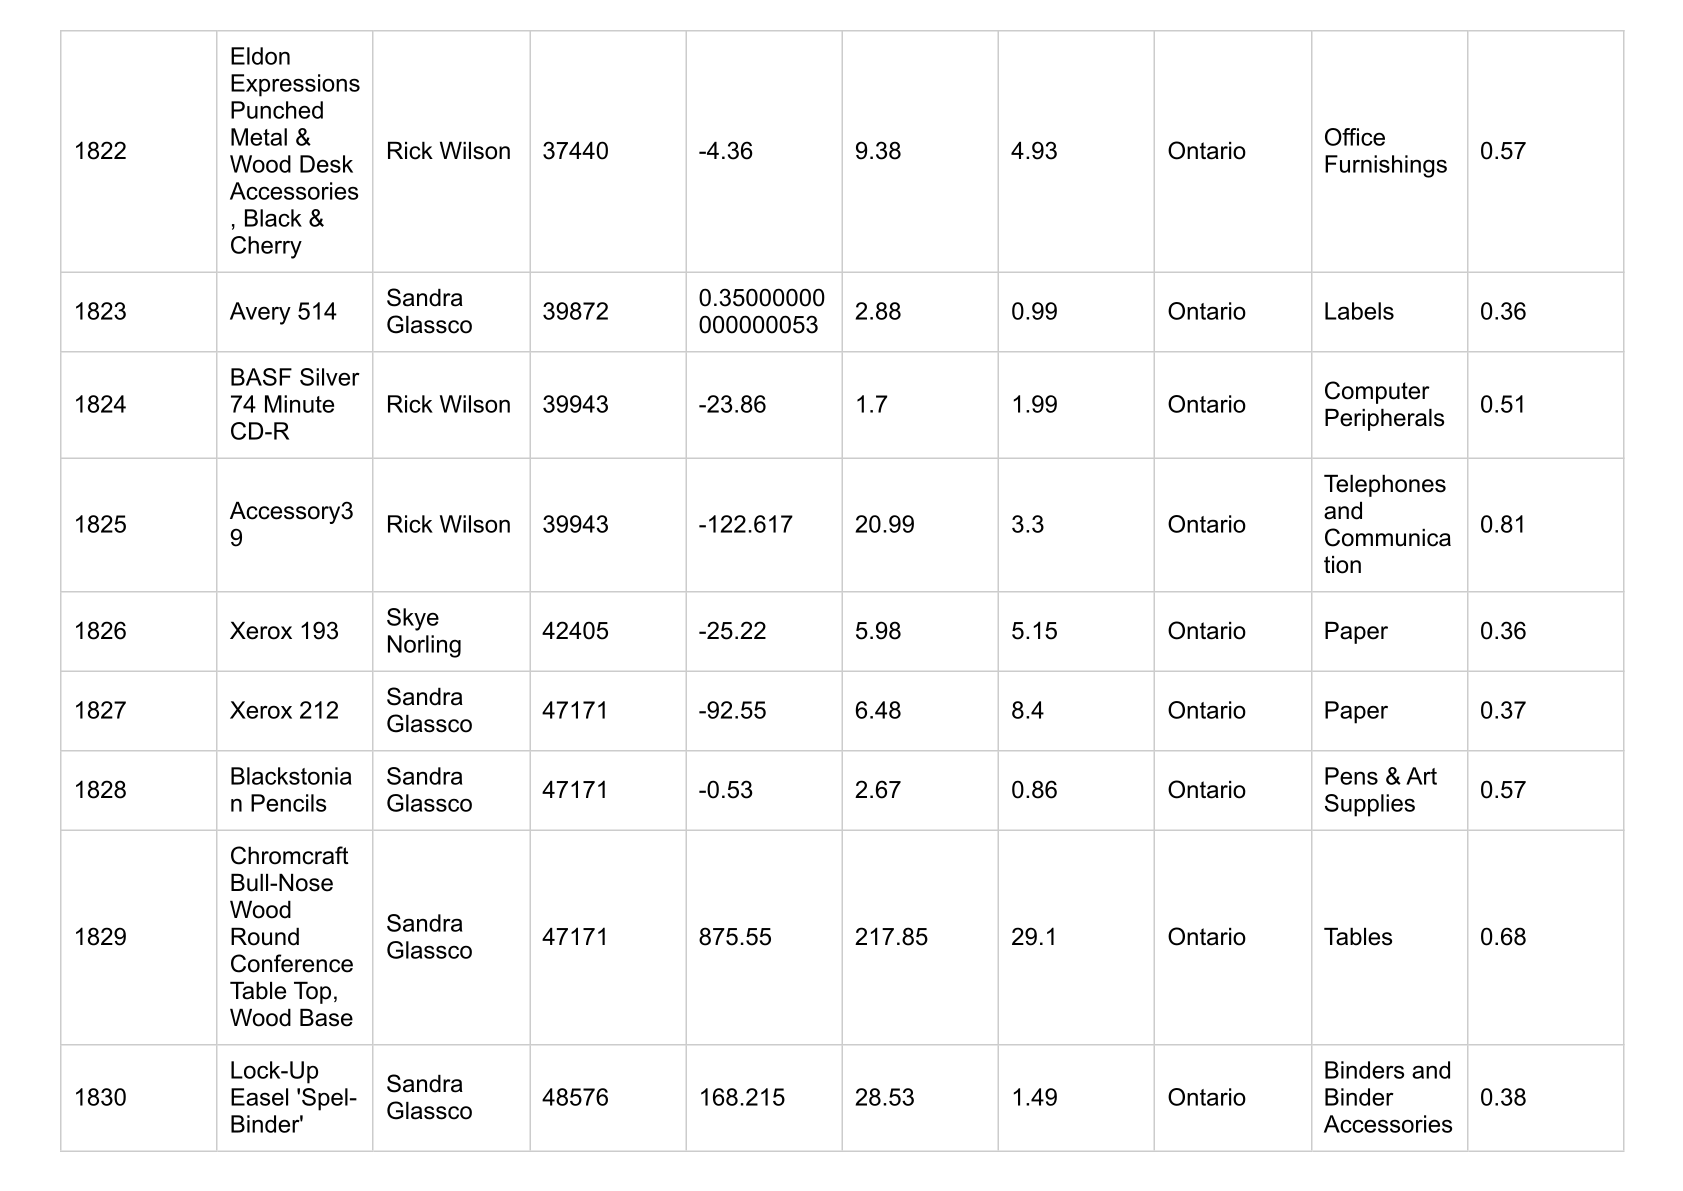 1822 Eldon Expressions Punched Metal & Wood Desk Accessories, Black & Cherry Rick Wilson 37440 -4.36 9.38 4.93 Ontario Office Furnishings 0.57
1823 Avery 514 Sandra Glassco 39872 0.35000000000000053 2.88 0.99 Ontario Labels 0.36
1824 BASF Silver 74 Minute CD-R Rick Wilson 39943 -23.86 1.7 1.99 Ontario Computer Peripherals 0.51
1825 Accessory39 Rick Wilson 39943 -122.617 20.99 3.3 Ontario Telephones and Communication 0.81
1826 Xerox 193 Skye Norling 42405 -25.22 5.98 5.15 Ontario Paper 0.36
1827 Xerox 212 Sandra Glassco 47171 -92.55 6.48 8.4 Ontario Paper 0.37
1828 Blackstonian Pencils Sandra Glassco 47171 -0.53 2.67 0.86 Ontario Pens & Art Supplies 0.57
1829 Chromcraft Bull-Nose Wood Round Conference Table Top, Wood Base Sandra Glassco 47171 875.55 217.85 29.1 Ontario Tables 0.68
1830 Lock-Up Easel 'Spel-Binder' Sandra Glassco 48576 168.215 28.53 1.49 Ontario Binders and Binder Accessories 0.38